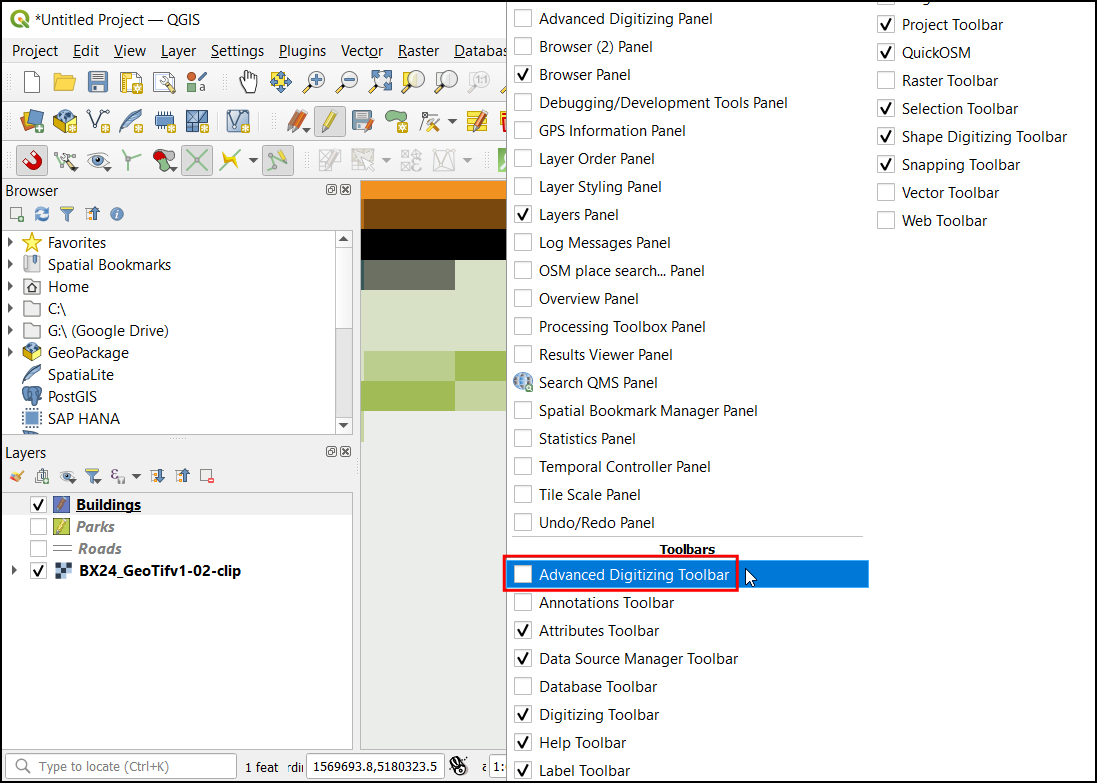 *Untitled Project — QGIS
Project Edit View Layer Settings Plugins Vector Raster
Browser
Favorites
Spatial Bookmarks
Home
C:\
G:\ (Google Drive)
GeoPackage
SpatiaLite
PostGIS
SAP HANA
Layers
Buildings
Parks
Roads
BX24_GeoTifv1-02-clip
Type to locate (Ctrl+K)
1 feat
1569693.8,5180323.5
Advanced Digitizing Panel
Browser (2) Panel
Browser Panel
Debugging/Development Tools Panel
GPS Information Panel
Layer Order Panel
Layer Styling Panel
Layers Panel
Log Messages Panel
OSM place search... Panel
Overview Panel
Processing Toolbox Panel
Results Viewer Panel
Search QMS Panel
Spatial Bookmark Manager Panel
Statistics Panel
Temporal Controller Panel
Tile Scale Panel
Undo/Redo Panel
Toolbars
Advanced Digitizing Toolbar
Annotations Toolbar
Attributes Toolbar
Data Source Manager Toolbar
Database Toolbar
Digitizing Toolbar
Help Toolbar
Label Toolbar
Project Toolbar
QuickOSM
Raster Toolbar
Selection Toolbar
Shape Digitizing Toolbar
Snapping Toolbar
Vector Toolbar
Web Toolbar